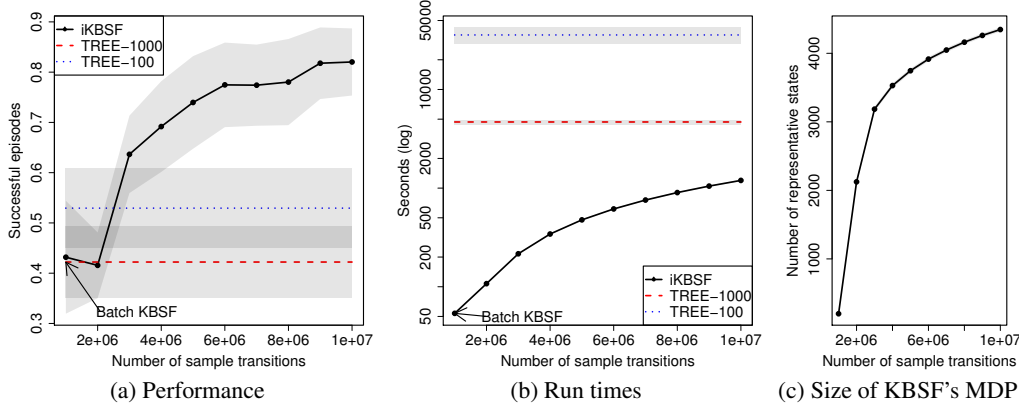 Successful episodes
0.3 0.4 0.5 0.6 0.7 0.8 0.9
iKBSF
TREE−1000
TREE−100
Batch KBSF
2e+06 4e+06 6e+06 8e+06 1e+07
Number of sample transitions
(a) Performance
Seconds (log)
50 200 500 2000 10000 50000
Batch KBSF
iKBSF
TREE−1000
TREE−100
2e+06 4e+06 6e+06 8e+06 1e+07
Number of sample transitions
(b) Run times
Number of representative states
1000 2000 3000 4000
2e+06 6e+06 1e+07
Number of sample transitions
(c) Size of KBSF's MDP